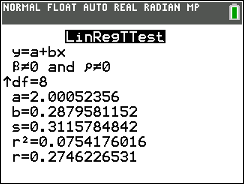 NORMAL FLOAT AUTO REAL RADIAN MP
LinRegTTest
y=a+bx
β≠0 and ρ≠0
↑df=8
a=2.00052356
b=0.2879581152
s=0.3115784842
r²=0.0754176016
r=0.2746226531